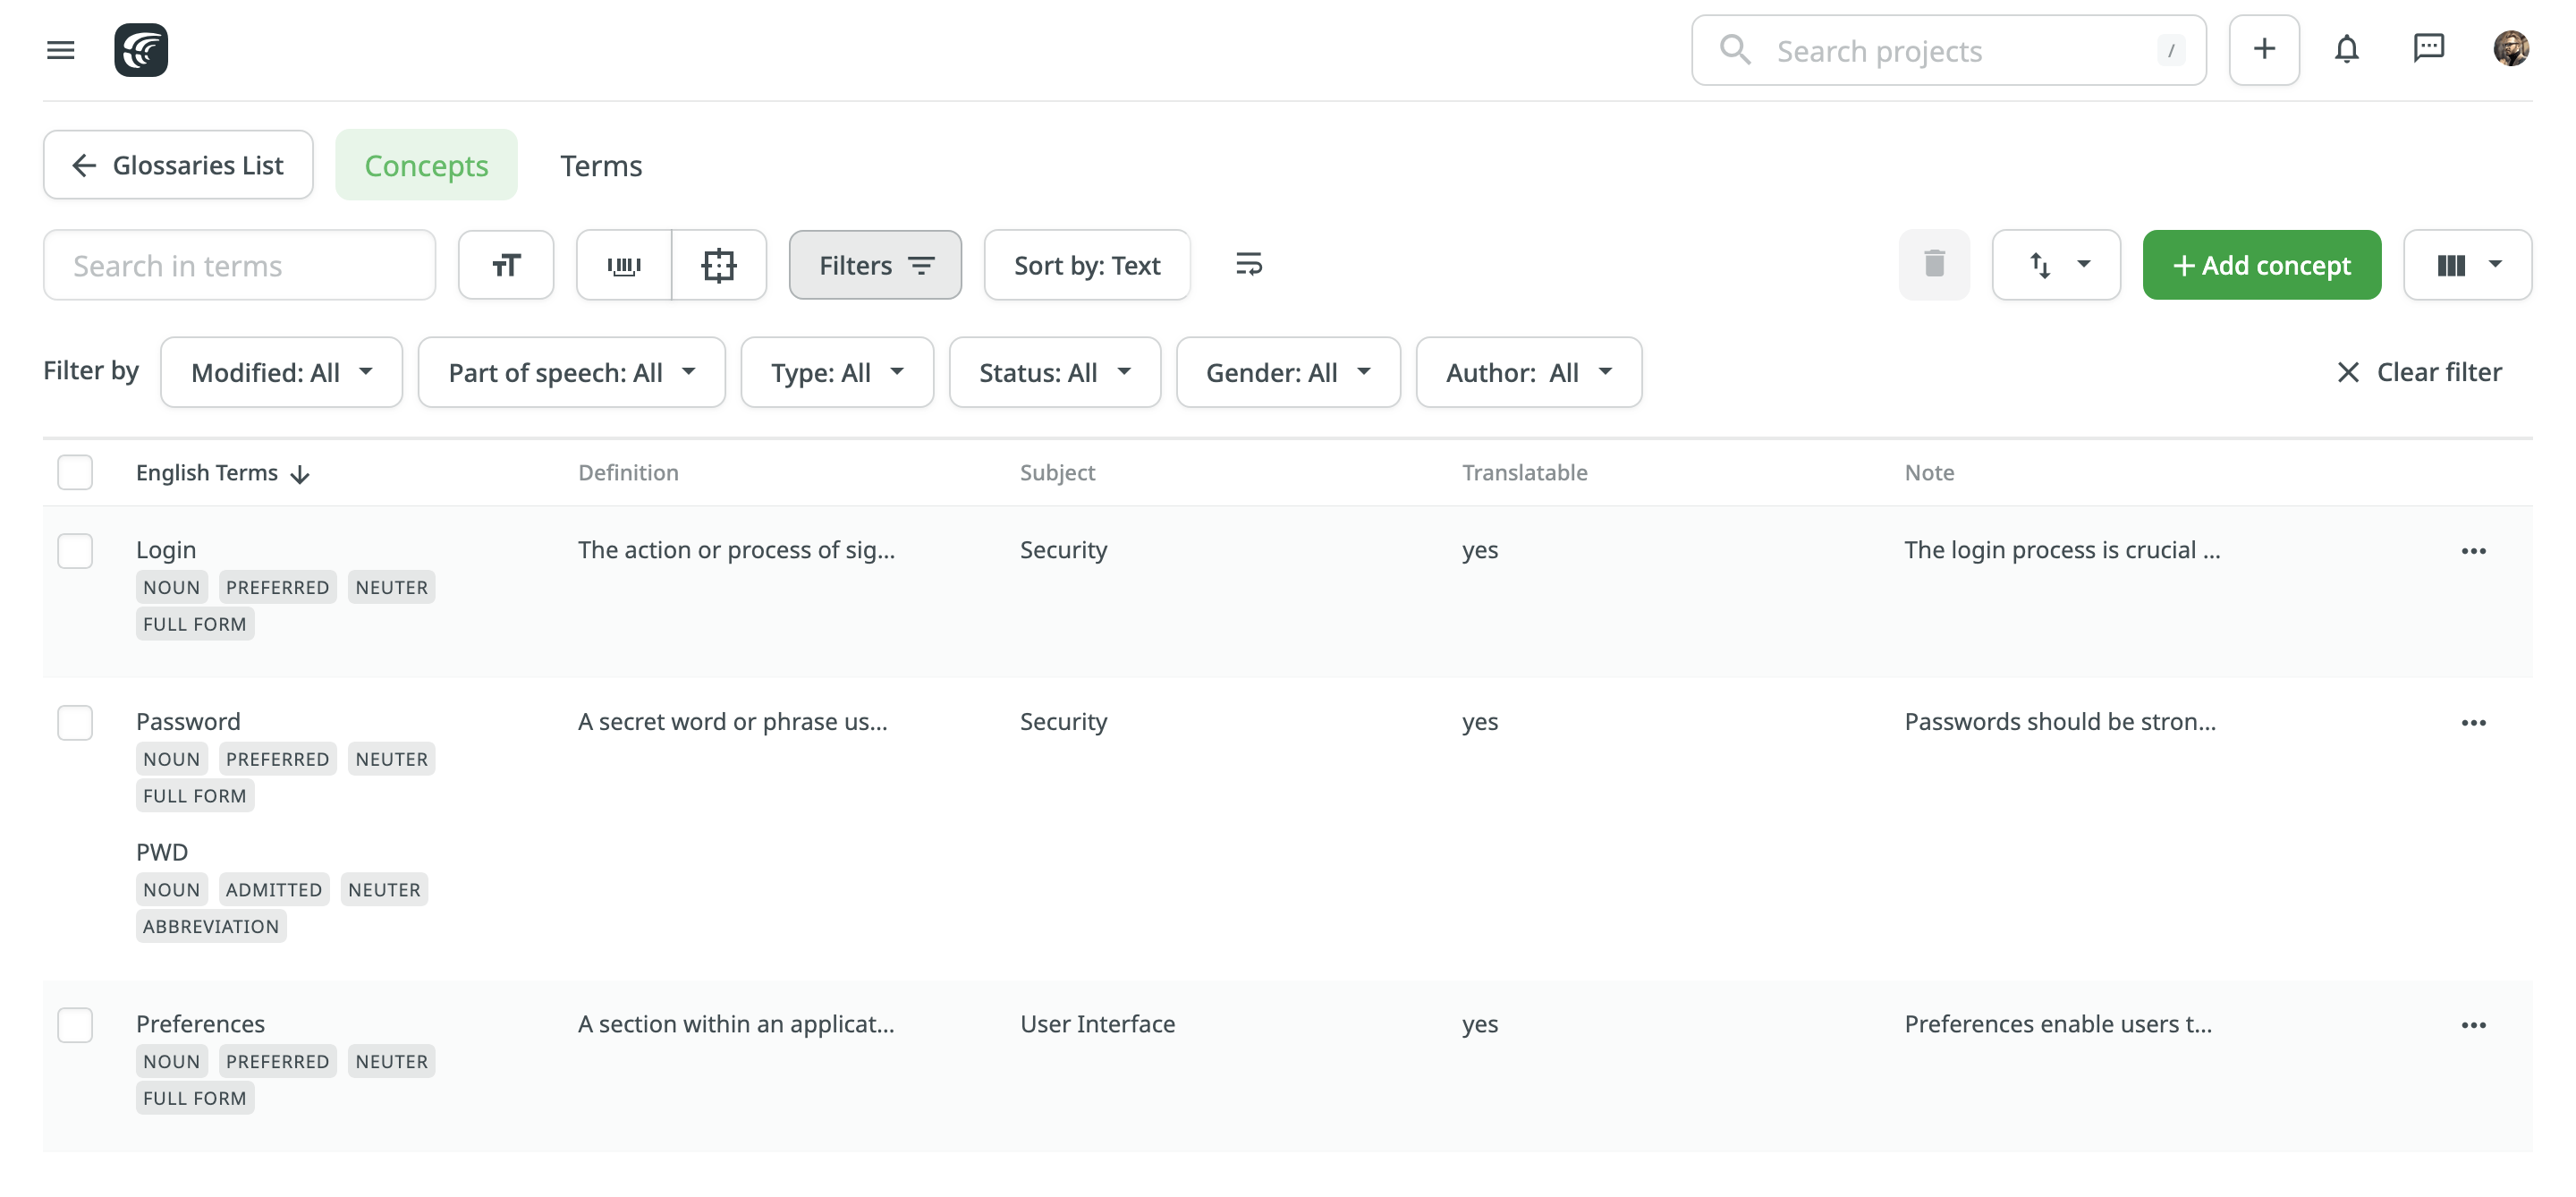 Search projects /
Glossaries List Concepts Terms
Search in terms Filters Sort by: Text + Add concept
Filter by Modified: All Part of speech: All Type: All Status: All Gender: All Author: All Clear filter
English Terms Definition Subject Translatable Note
Login The action or process of sig... Security yes The login process is crucial ...
NOUN PREFERRED NEUTER
FULL FORM
Password A secret word or phrase us... Security yes Passwords should be stron...
NOUN PREFERRED NEUTER
FULL FORM
PWD
NOUN ADMITTED NEUTER
ABBREVIATION
Preferences A section within an applicat... User Interface yes Preferences enable users t...
NOUN PREFERRED NEUTER
FULL FORM